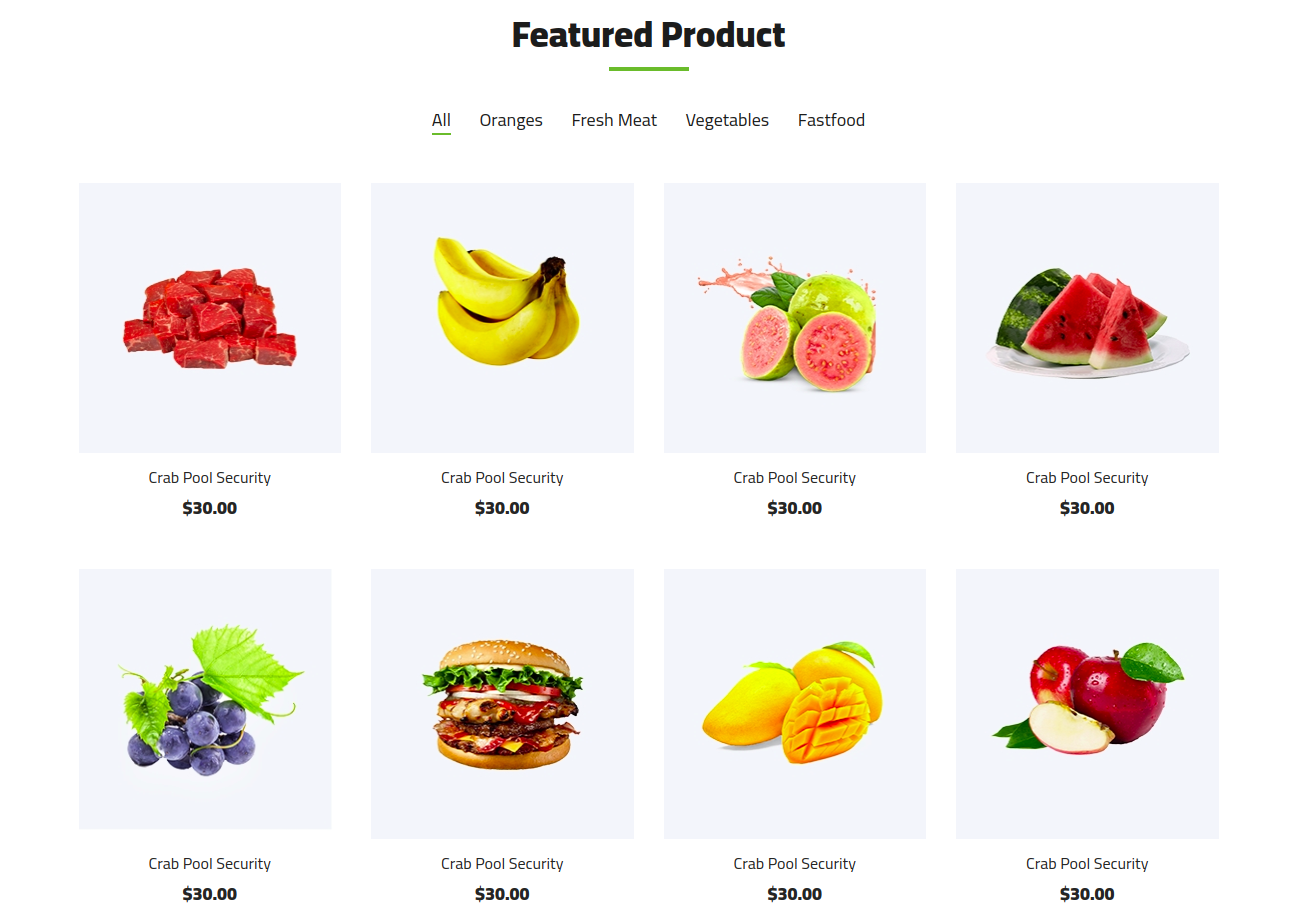 Featured Product
All Oranges Fresh Meat Vegetables Fastfood
Crab Pool Security Crab Pool Security Crab Pool Security Crab Pool Security
$30.00 $30.00 $30.00 $30.00
Crab Pool Security Crab Pool Security Crab Pool Security Crab Pool Security
$30.00 $30.00 $30.00 $30.00